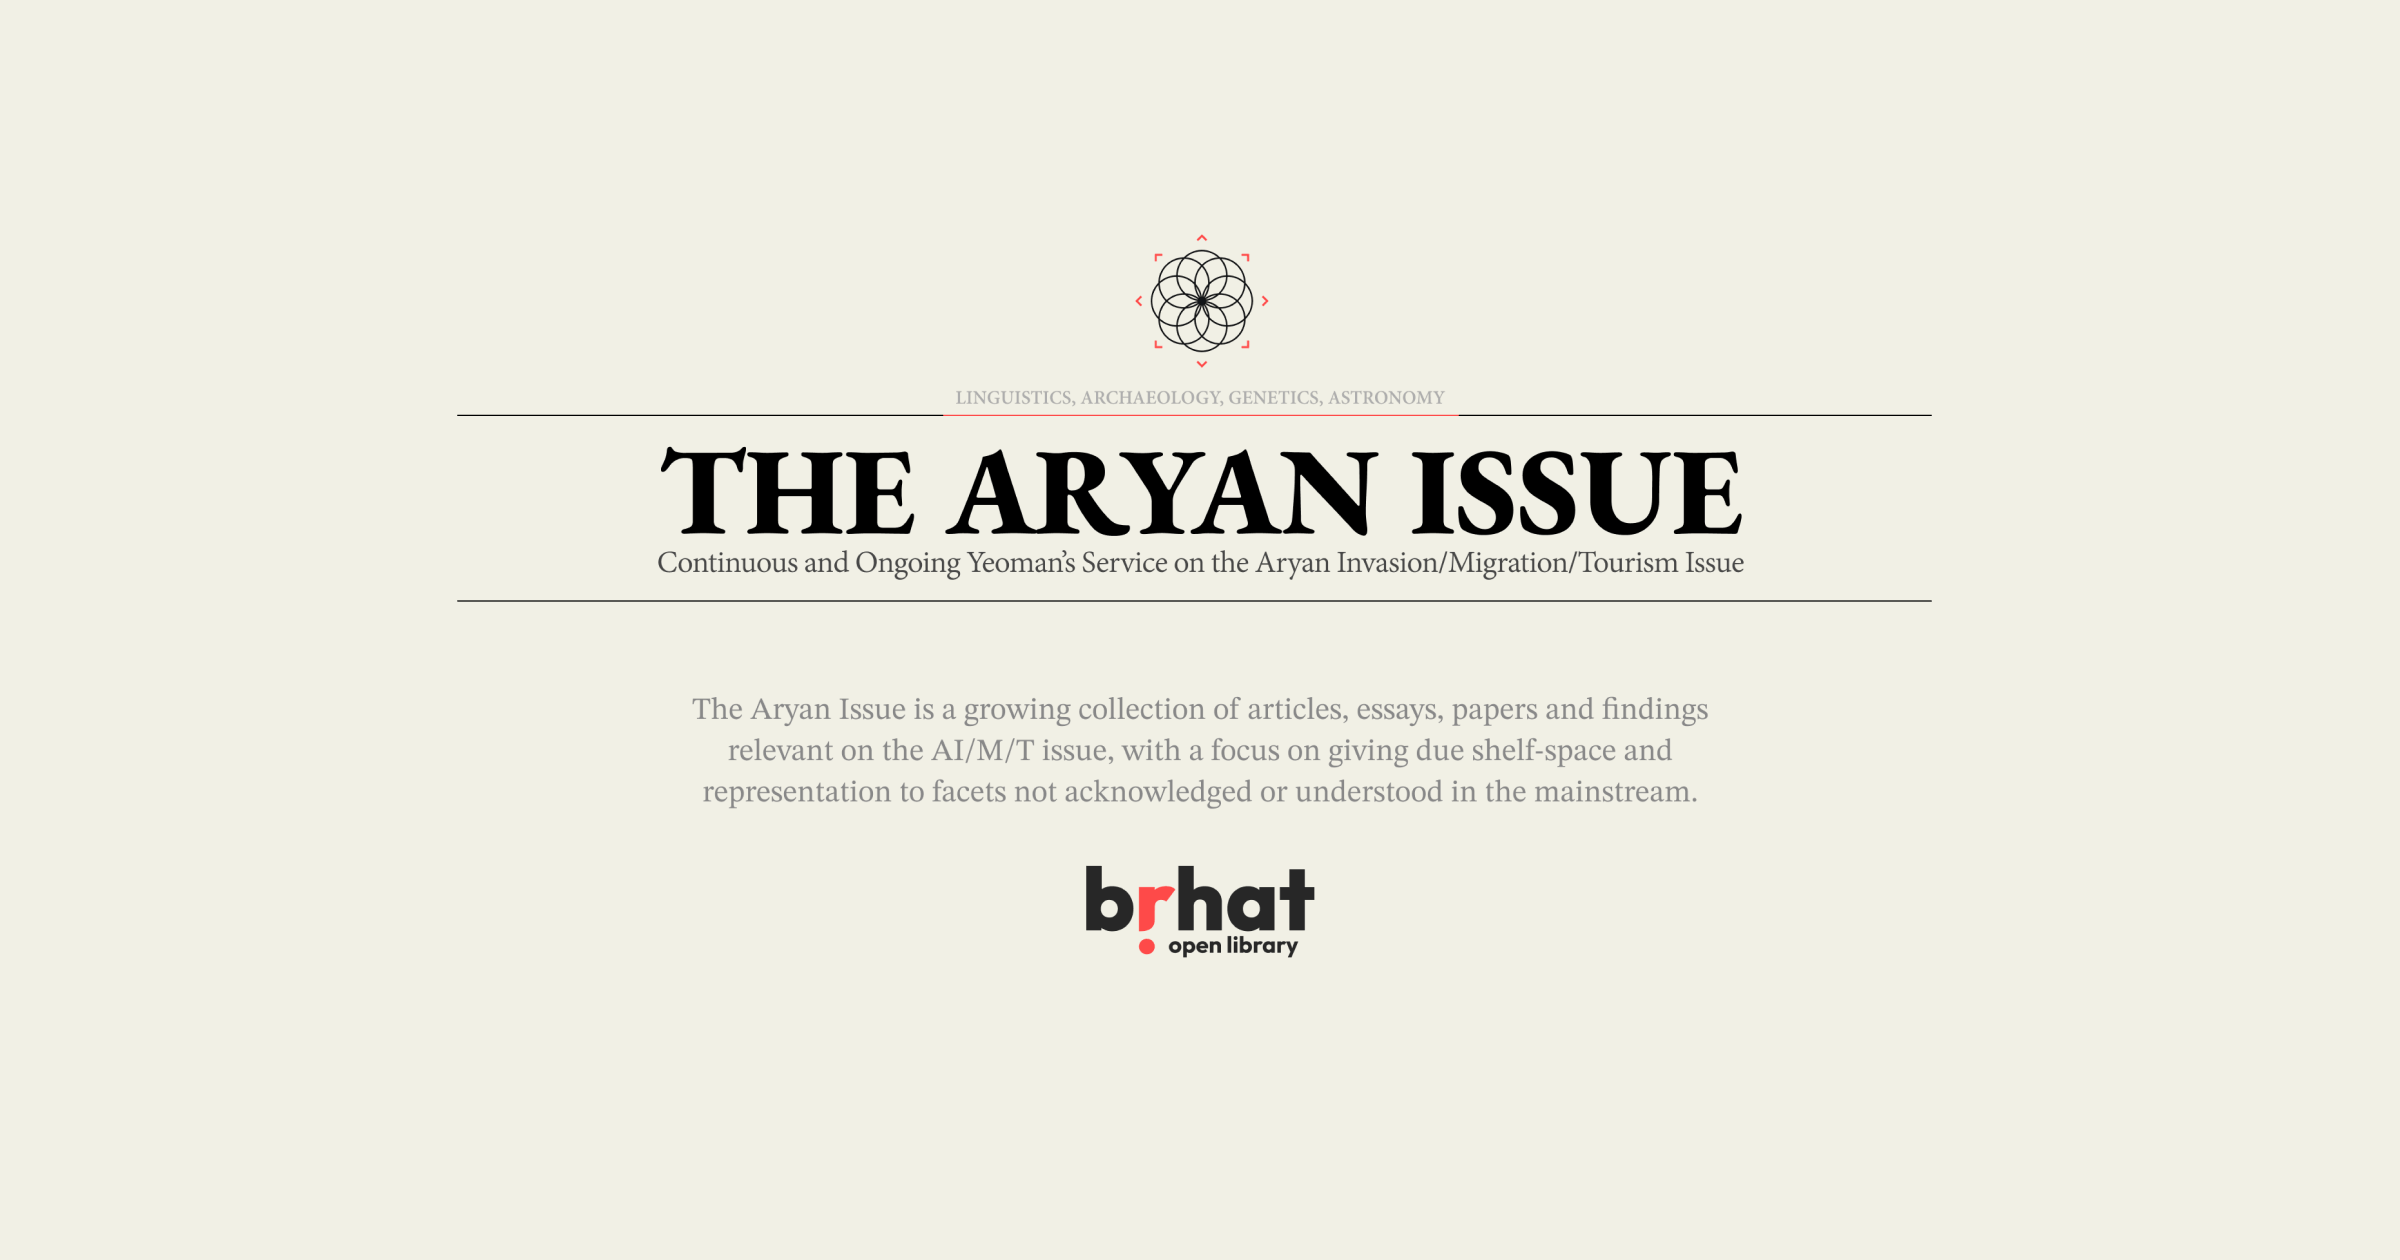 LINGUISTICS, ARCHAEOLOGY, GENETICS, ASTRONOMY
THE ARYAN ISSUE
Continuous and Ongoing Yeoman’s Service on the Aryan Invasion/Migration/Tourism Issue
The Aryan Issue is a growing collection of articles, essays, papers and findings
relevant on the AI/M/T issue, with a focus on giving due shelf-space and
representation to facets not acknowledged or understood in the mainstream.
bṛhat
open library